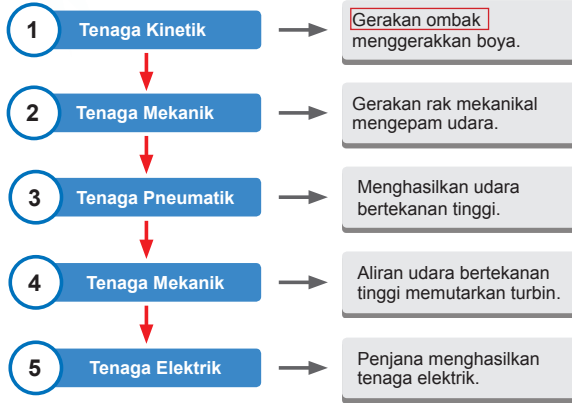 1 Tenaga Kinetik
Gerakan ombak
menggerakkan boya.
2 Tenaga Mekanik
Gerakan rak mekanikal
mengepam udara.
3 Tenaga Pneumatik
Menghasilkan udara
bertekanan tinggi.
4 Tenaga Mekanik
Aliran udara bertekanan
tinggi memutarkan turbin.
5 Tenaga Elektrik
Penjana menghasilkan
tenaga elektrik.